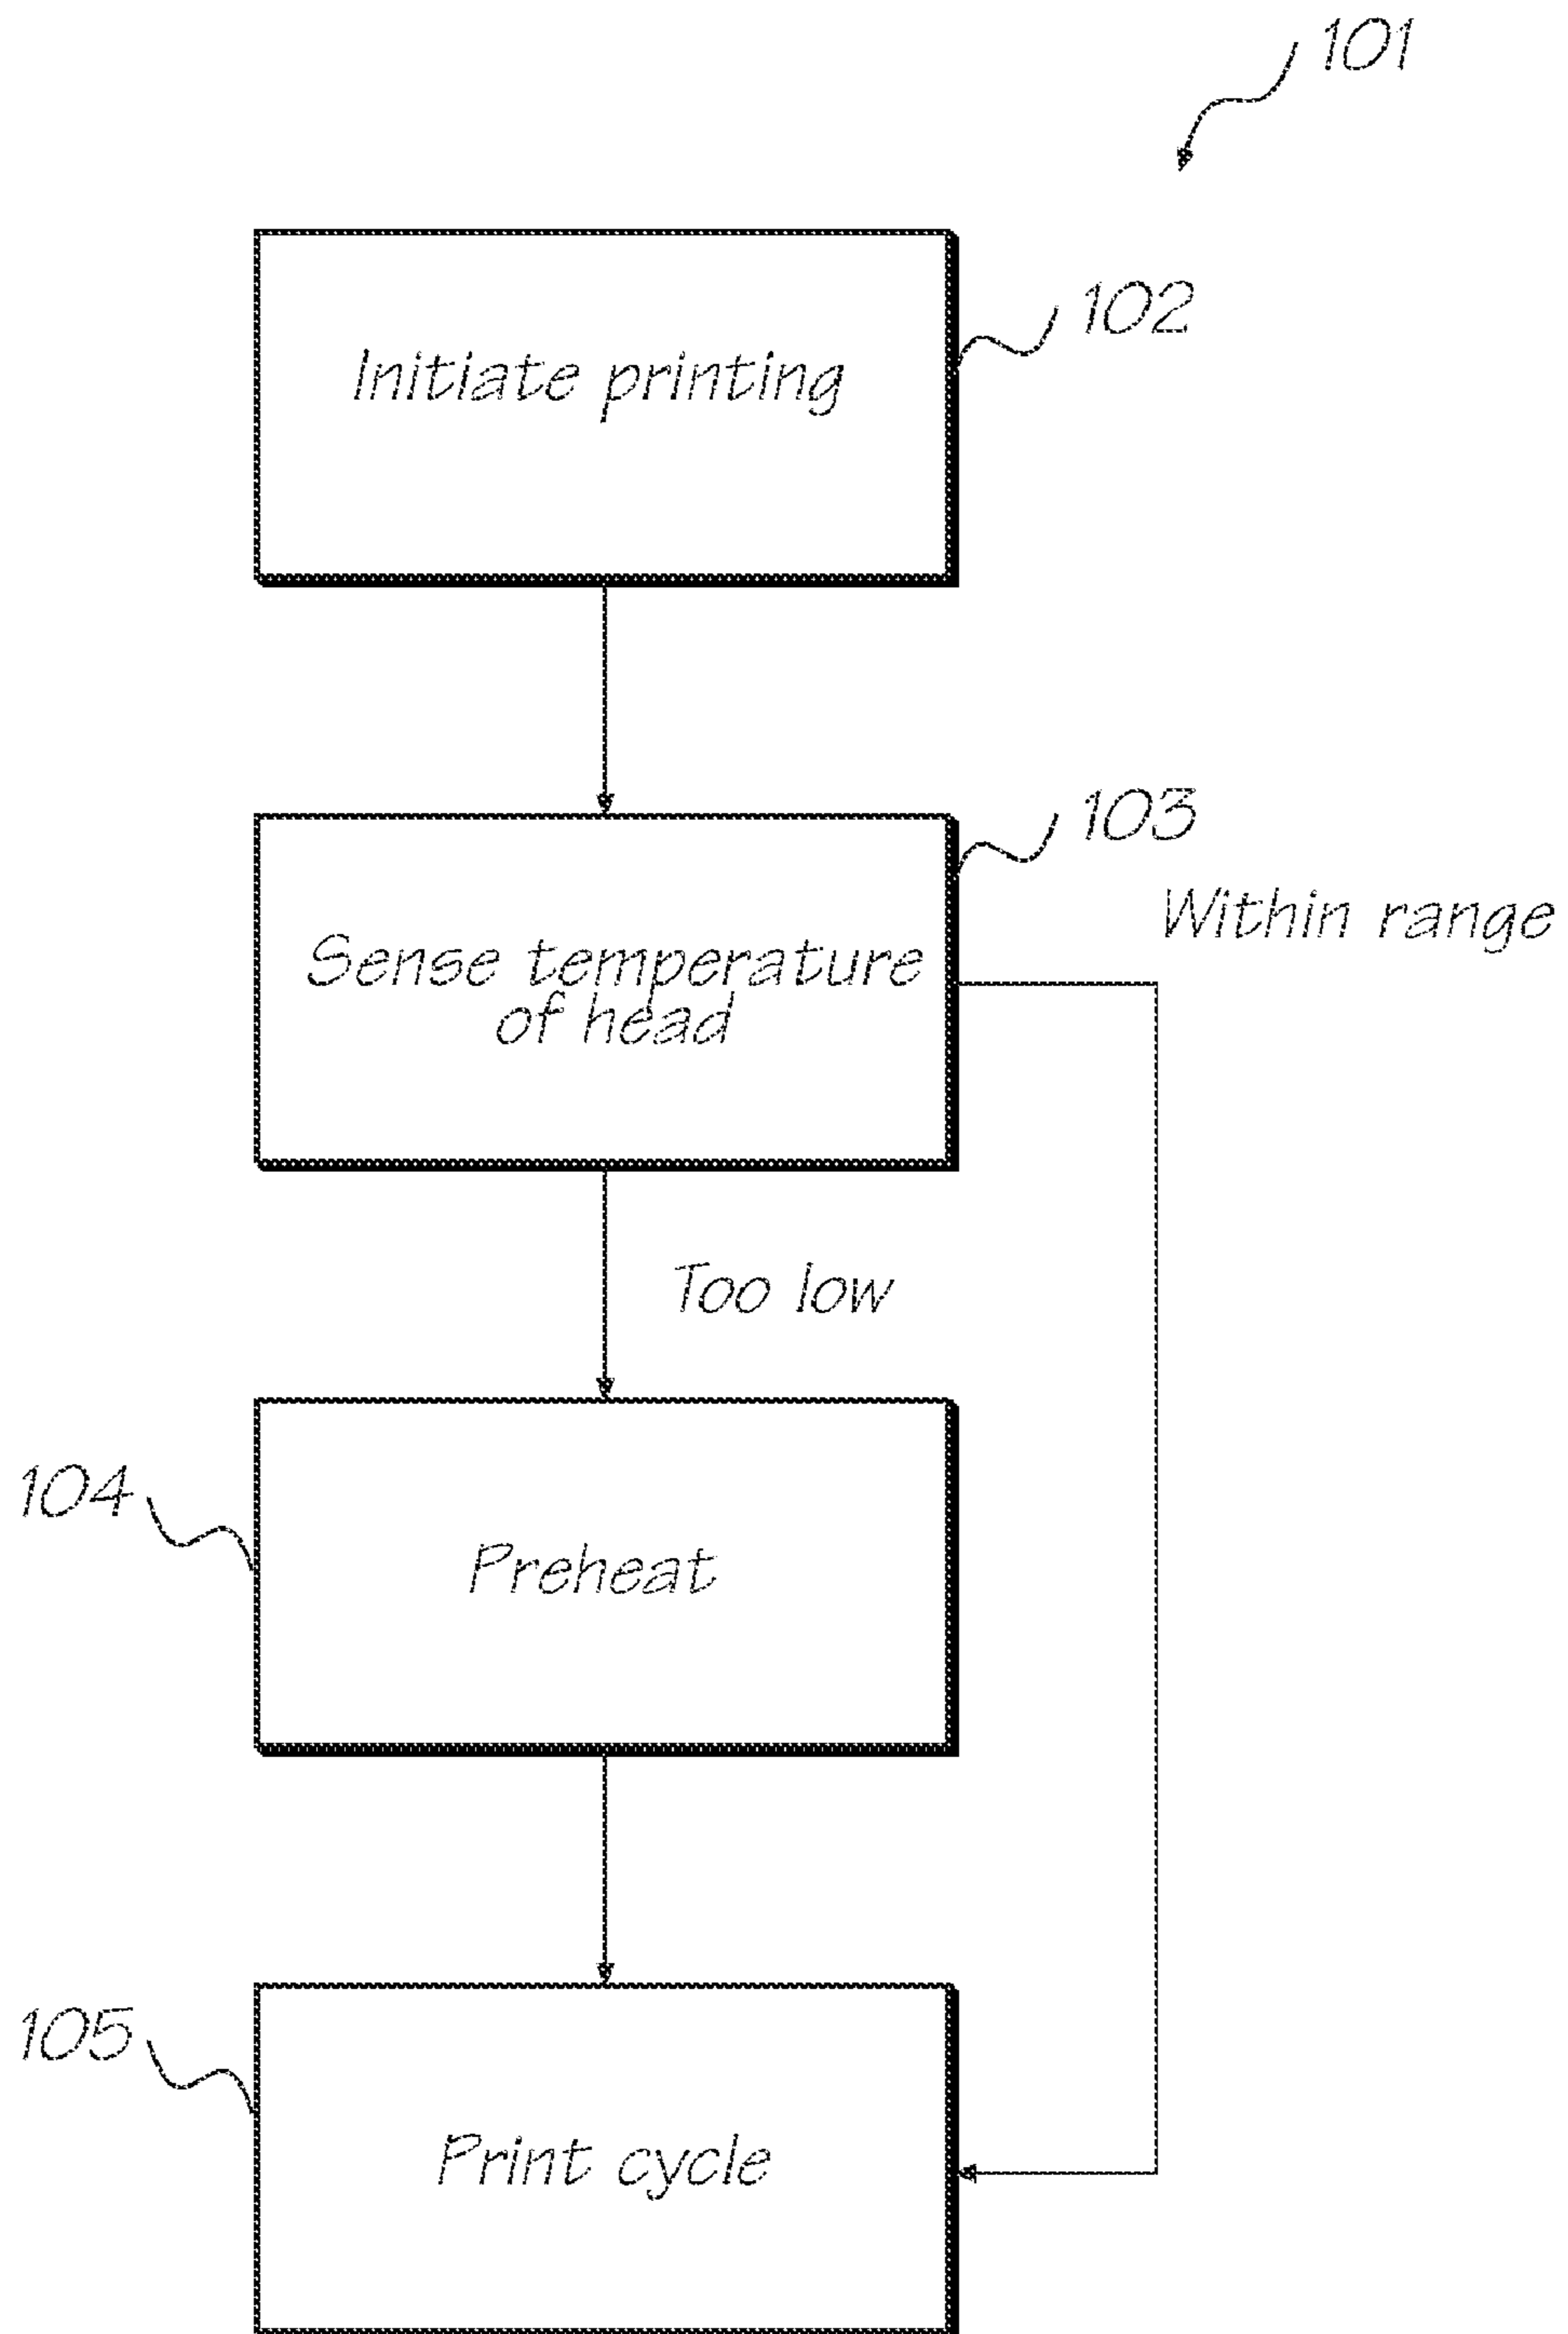 101
Initiate printing
102
103
Within range
Sense temperature
of head
Too low
104
Preheat
105
Print cycle